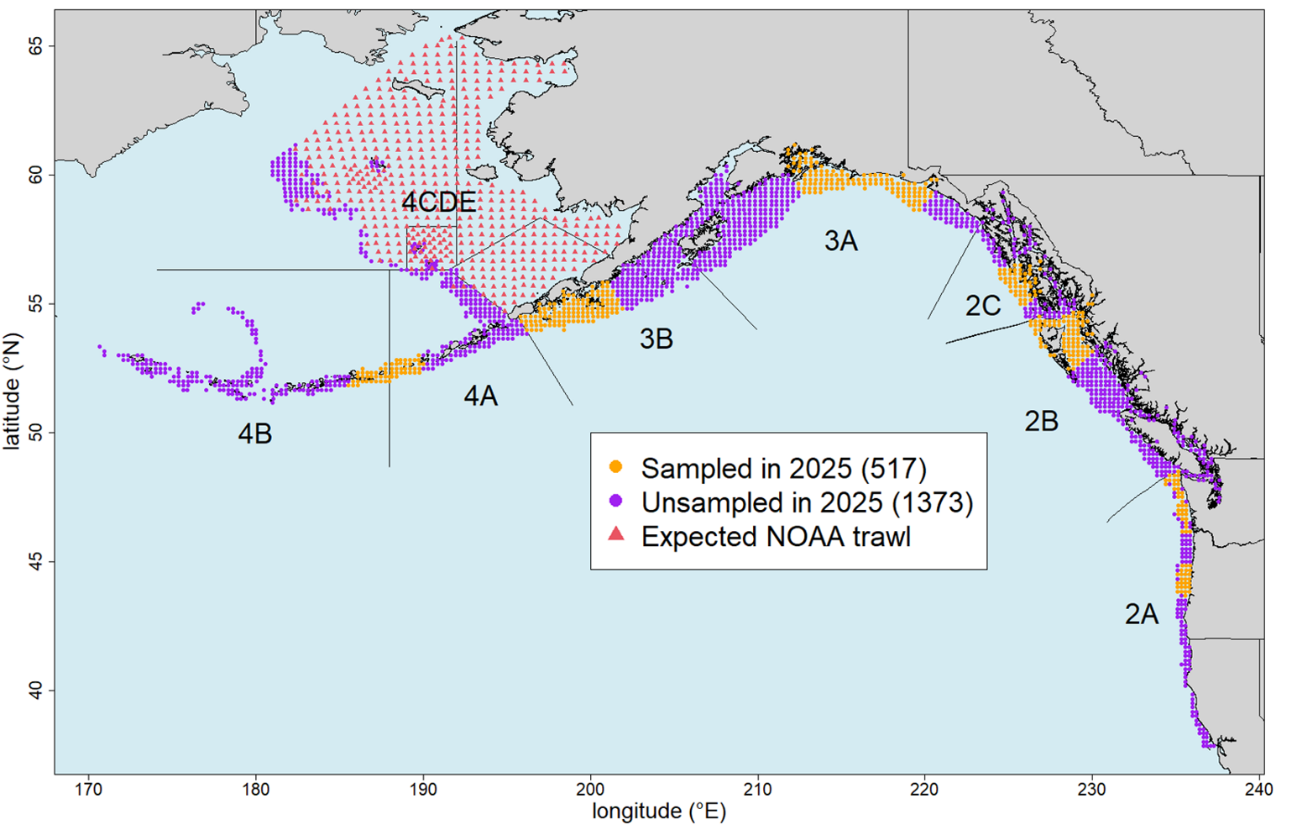 65
60
55
50
45
40
latitude (°N)
4CDE
3A
2C
3B
4A
2B
4B
Sampled in 2025 (517)
Unsampled in 2025 (1373)
Expected NOAA trawl
2A
170
180
190
200
210
220
230
240
longitude (°E)